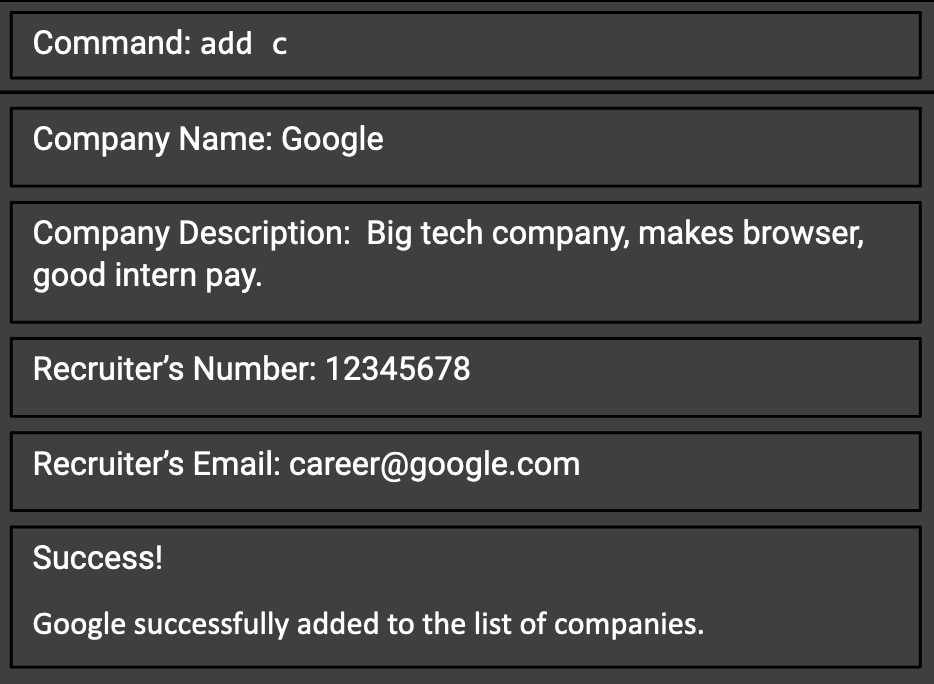 Command: add c
Company Name: Google
Company Description:  Big tech company, makes browser,
good intern pay.
Recruiter’s Number: 12345678
Recruiter’s Email: career@google.com
Success!
Google successfully added to the list of companies.